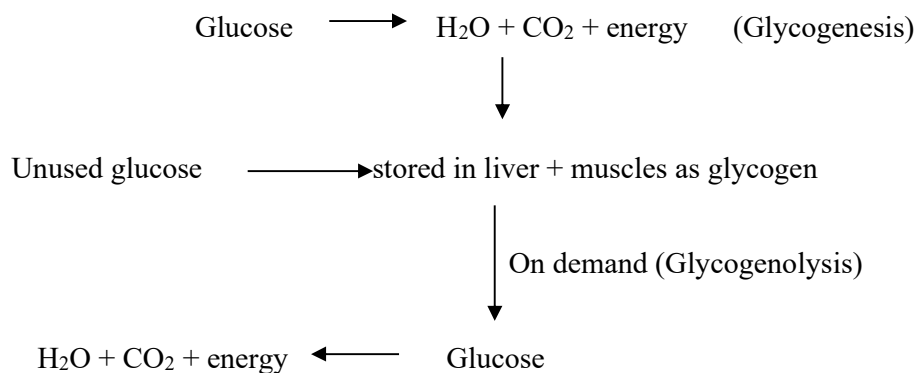 Glucose H₂O + CO₂ + energy (Glycogenesis)
Unused glucose stored in liver + muscles as glycogen
On demand (Glycogenolysis)
H₂O + CO₂ + energy Glucose